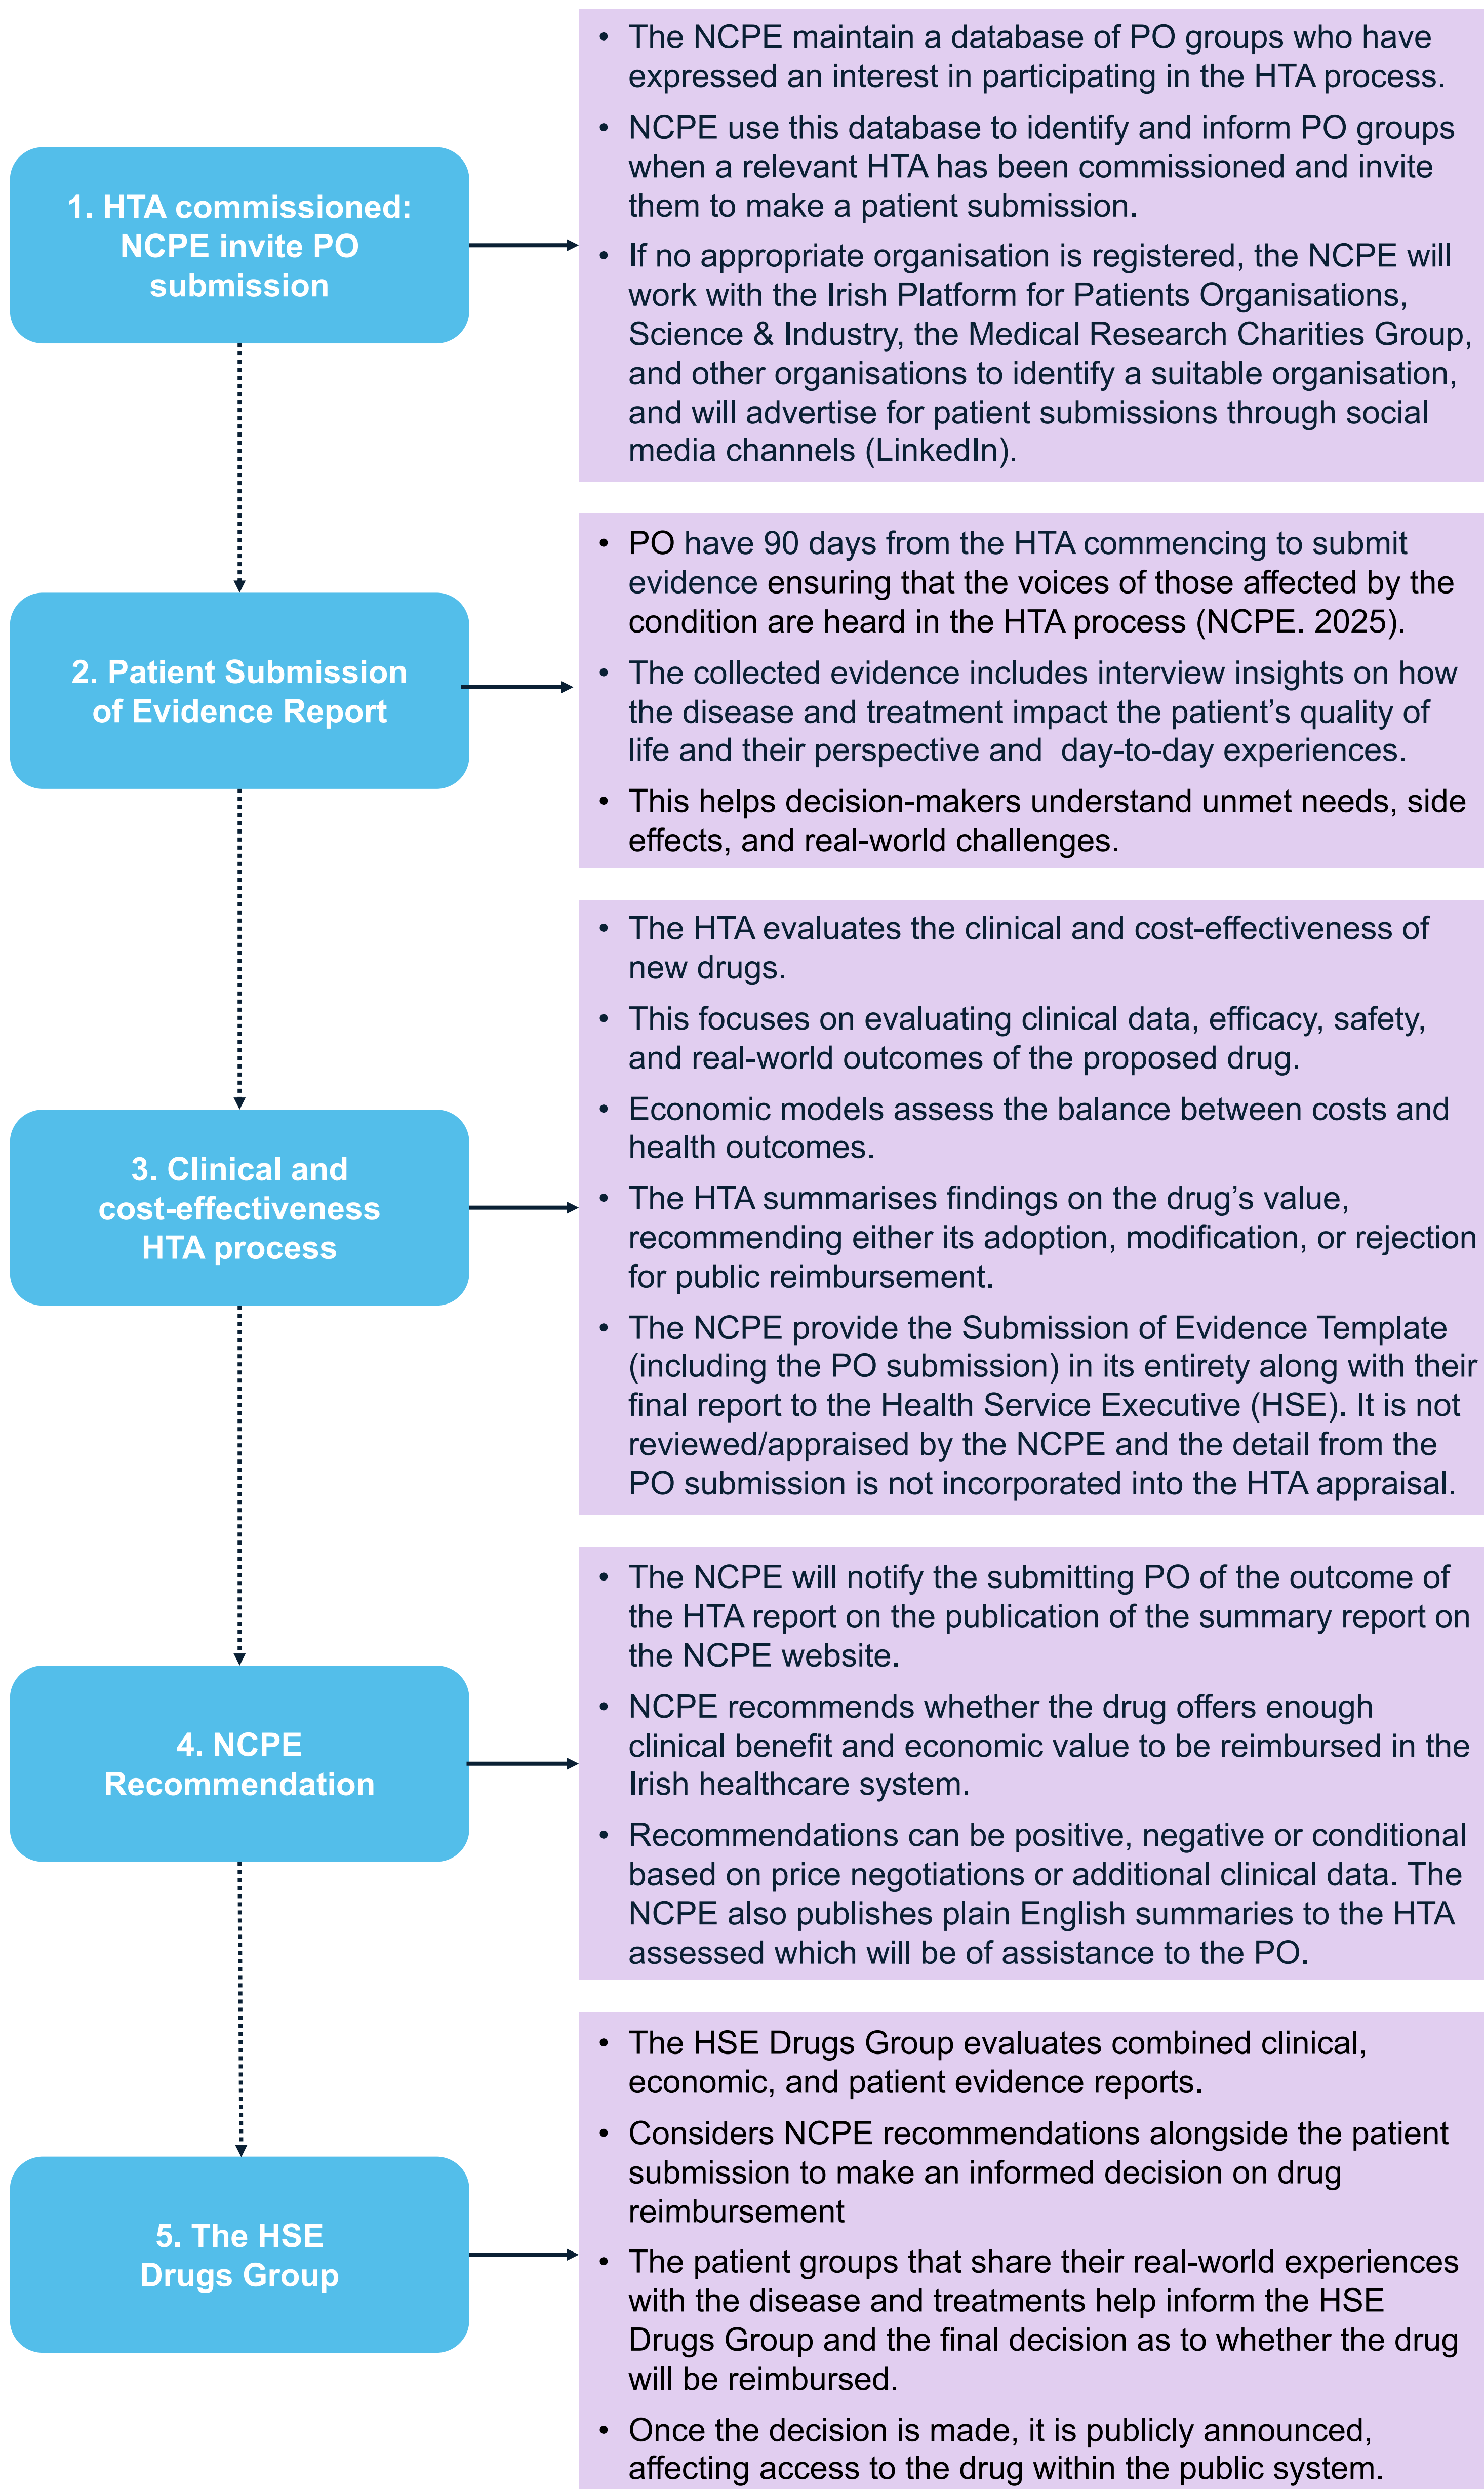 1. HTA commissioned:
NCPE invite PO
submission
• The NCPE maintain a database of PO groups who have
expressed an interest in participating in the HTA process.
• NCPE use this database to identify and inform PO groups
when a relevant HTA has been commissioned and invite
them to make a patient submission.
• If no appropriate organisation is registered, the NCPE will
work with the Irish Platform for Patients Organisations,
Science & Industry, the Medical Research Charities Group,
and other organisations to identify a suitable organisation,
and will advertise for patient submissions through social
media channels (LinkedIn).
2. Patient Submission
of Evidence Report
• PO have 90 days from the HTA commencing to submit
evidence ensuring that the voices of those affected by the
condition are heard in the HTA process (NCPE. 2025).
• The collected evidence includes interview insights on how
the disease and treatment impact the patient’s quality of
life and their perspective and  day-to-day experiences.
• This helps decision-makers understand unmet needs, side
effects, and real-world challenges.
3. Clinical and
cost-effectiveness
HTA process
• The HTA evaluates the clinical and cost-effectiveness of
new drugs.
• This focuses on evaluating clinical data, efficacy, safety,
and real-world outcomes of the proposed drug.
• Economic models assess the balance between costs and
health outcomes.
• The HTA summarises findings on the drug’s value,
recommending either its adoption, modification, or rejection
for public reimbursement.
• The NCPE provide the Submission of Evidence Template
(including the PO submission) in its entirety along with their
final report to the Health Service Executive (HSE). It is not
reviewed/appraised by the NCPE and the detail from the
PO submission is not incorporated into the HTA appraisal.
4. NCPE
Recommendation
• The NCPE will notify the submitting PO of the outcome of
the HTA report on the publication of the summary report on
the NCPE website.
• NCPE recommends whether the drug offers enough
clinical benefit and economic value to be reimbursed in the
Irish healthcare system.
• Recommendations can be positive, negative or conditional
based on price negotiations or additional clinical data. The
NCPE also publishes plain English summaries to the HTA
assessed which will be of assistance to the PO.
5. The HSE
Drugs Group
• The HSE Drugs Group evaluates combined clinical,
economic, and patient evidence reports.
• Considers NCPE recommendations alongside the patient
submission to make an informed decision on drug
reimbursement
• The patient groups that share their real-world experiences
with the disease and treatments help inform the HSE
Drugs Group and the final decision as to whether the drug
will be reimbursed.
• Once the decision is made, it is publicly announced,
affecting access to the drug within the public system.